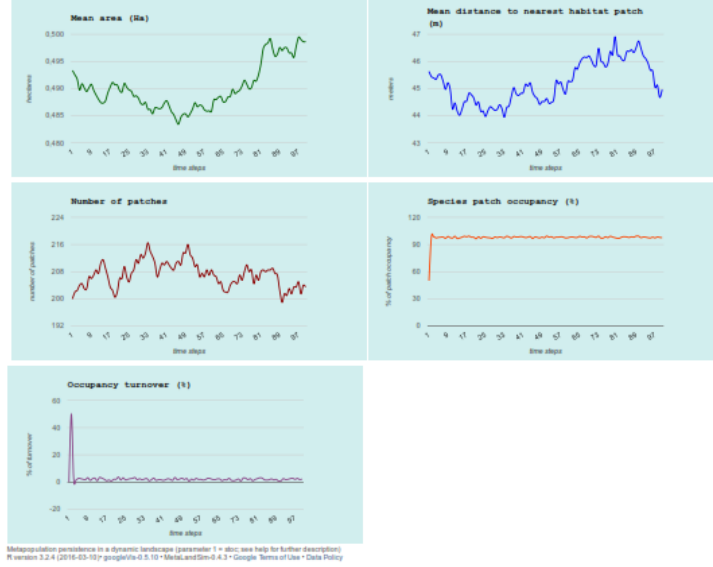 Mean area (Ha)
0,500
0,495
0,490
0,485
0,480
hectares
1 9 17 25 33 41 49 57 65 73 81 89 97
time steps
Mean distance to nearest habitat patch
(m)
47
46
45
44
43
meters
1 9 17 25 33 41 49 57 65 73 81 89 97
time steps
Number of patches
224
216
208
200
192
number of patches
1 9 17 25 33 41 49 57 65 73 81 89 97
time steps
Species patch occupancy (%)
120
90
60
30
0
% of patch occupancy
1 9 17 25 33 41 49 57 65 73 81 89 97
time steps
Occupancy turnover (%)
60
40
20
0
-20
% of turnover
1 9 17 25 33 41 49 57 65 73 81 89 97
time steps
Metapopulation persistence in a dynamic landscape (parameter 1 = stoc; see help for further description)
R version 3.2.4 (2016-03-10) • googleVis-0.5.10 • MetaLandSim-0.4.3 • Google Terms of Use • Data Policy